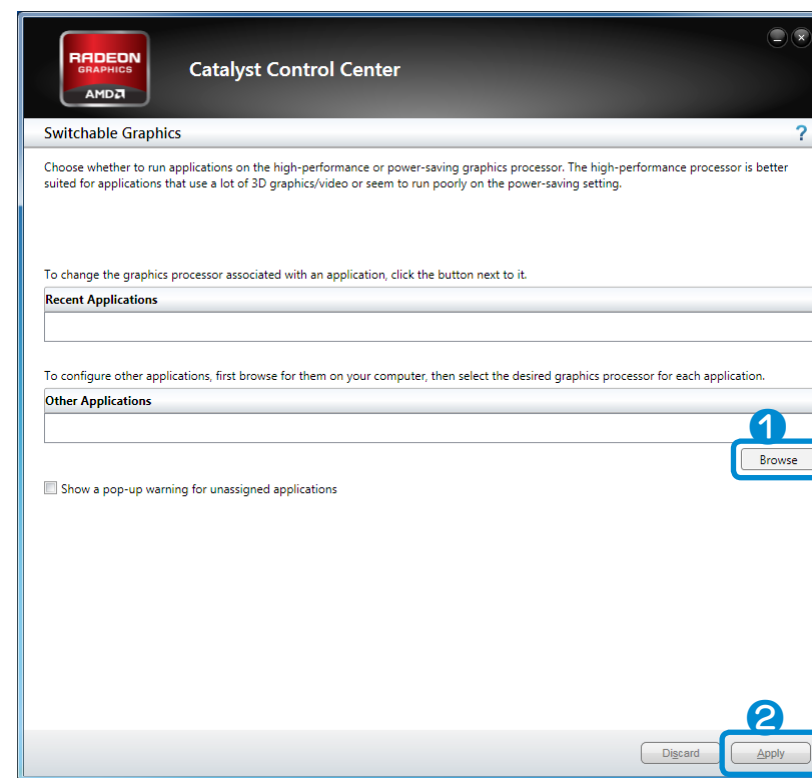 RADEON
GRAPHICS
AMD
Catalyst Control Center
Switchable Graphics
?
Choose whether to run applications on the high-performance or power-saving graphics processor. The high-performance processor is better
suited for applications that use a lot of 3D graphics/video or seem to run poorly on the power-saving setting.
To change the graphics processor associated with an application, click the button next to it.
Recent Applications
To configure other applications, first browse for them on your computer, then select the desired graphics processor for each application.
Other Applications
1
Browse
Show a pop-up warning for unassigned applications
2
Discard
Apply